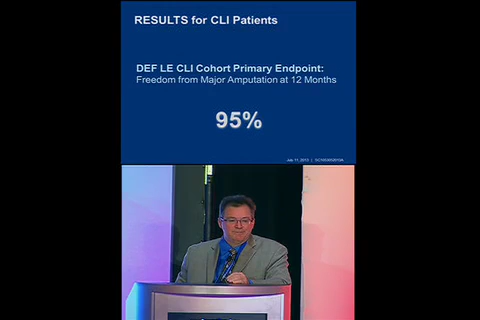 RESULTS for CLI Patients
DEF LE CLI Cohort Primary Endpoint:
Freedom from Major Amputation at 12 Months
95%